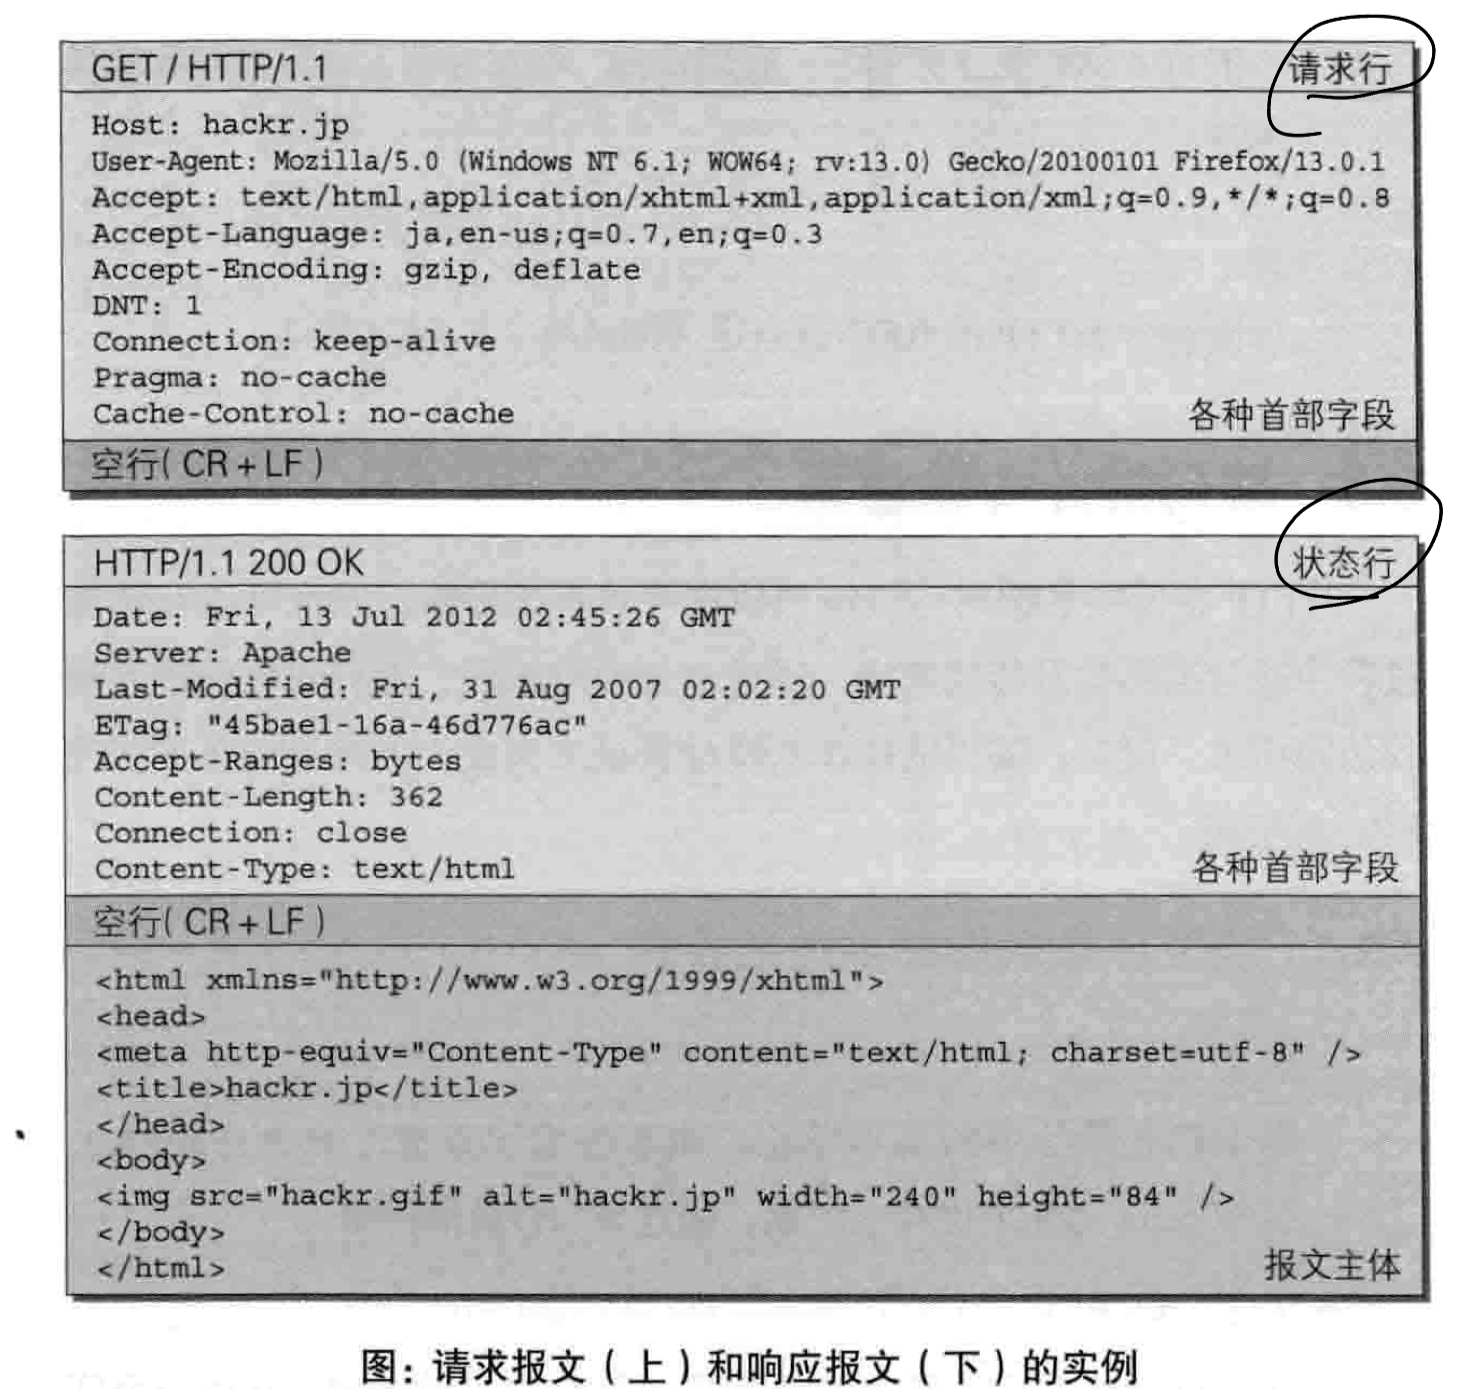 GET / HTTP/1.1 请求行
Host: hackr.jp
User-Agent: Mozilla/5.0 (Windows NT 6.1; WOW64; rv:13.0) Gecko/20100101 Firefox/13.0.1
Accept: text/html,application/xhtml+xml,application/xml;q=0.9,*/*;q=0.8
Accept-Language: ja,en-us;q=0.7,en;q=0.3
Accept-Encoding: gzip, deflate
DNT: 1
Connection: keep-alive
Pragma: no-cache
Cache-Control: no-cache 各种首部字段
空行( CR + LF )
HTTP/1.1 200 OK 状态行
Date: Fri, 13 Jul 2012 02:45:26 GMT
Server: Apache
Last-Modified: Fri, 31 Aug 2007 02:02:20 GMT
ETag: "45bae1-16a-46d776ac"
Accept-Ranges: bytes
Content-Length: 362
Connection: close
Content-Type: text/html 各种首部字段
空行( CR + LF )
<html xmlns="http://www.w3.org/1999/xhtml">
<head>
<meta http-equiv="Content-Type" content="text/html; charset=utf-8" />
<title>hackr.jp</title>
</head>
<body>
<img src="hackr.gif" alt="hackr.jp" width="240" height="84" />
</body>
</html> 报文主体
图：请求报文（上）和响应报文（下）的实例